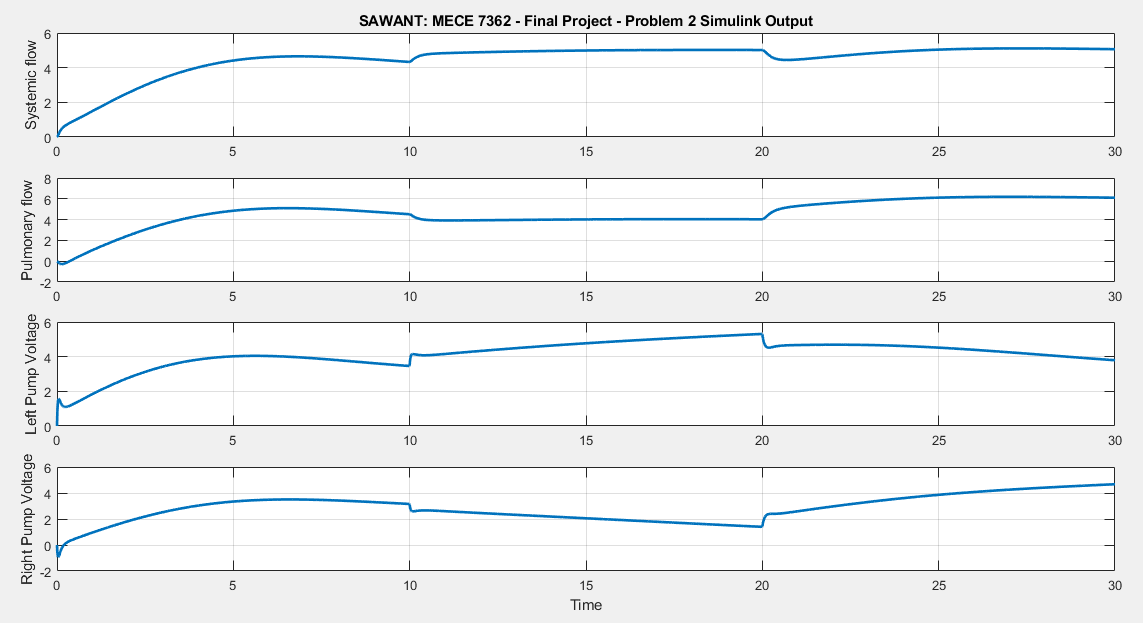 SAWANT: MECE 7362 - Final Project - Problem 2 Simulink Output
Systemic flow
6
4
2
0
0 5 10 15 20 25 30
Pulmonary flow
8
6
4
2
0
-2
0 5 10 15 20 25 30
Left Pump Voltage
6
4
2
0
0 5 10 15 20 25 30
Right Pump Voltage
6
4
2
0
-2
0 5 10 15 20 25 30
Time